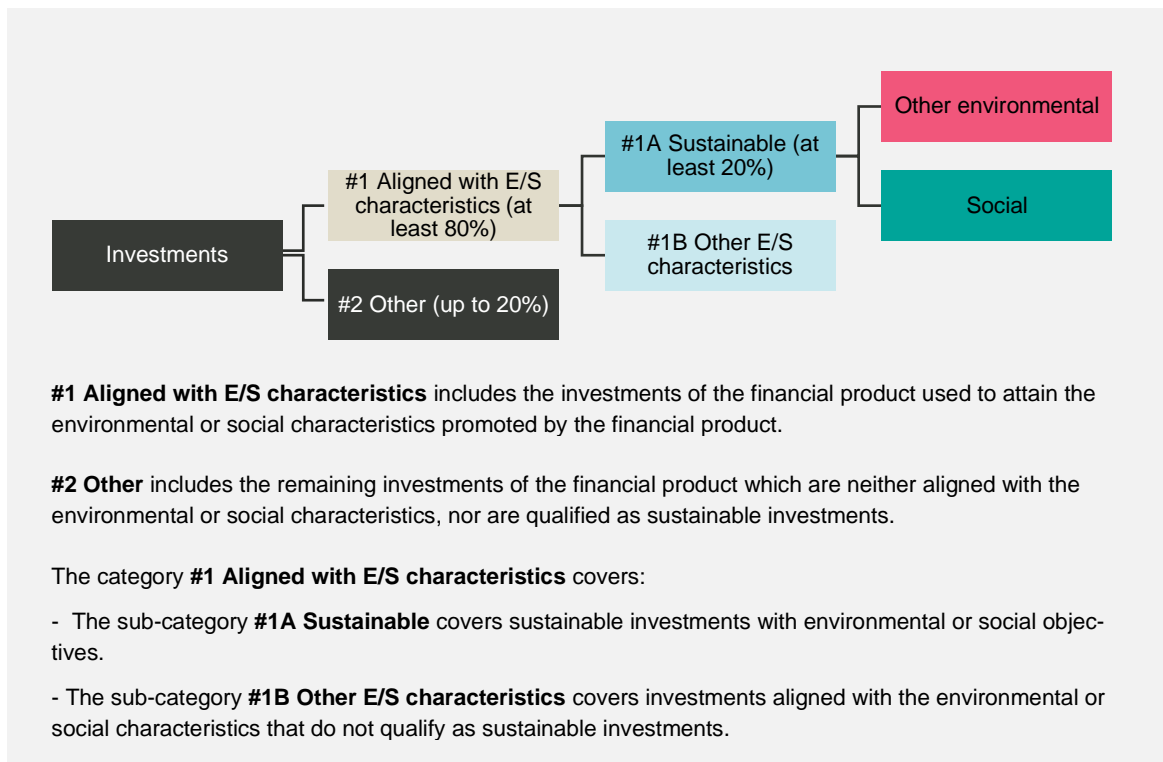 Other environmental
#1A Sustainable (at
least 20%)
#1 Aligned with E/S
characteristics (at
least 80%)
Social
Investments
#1B Other E/S
characteristics
#2 Other (up to 20%)
#1 Aligned with E/S characteristics includes the investments of the financial product used to attain the
environmental or social characteristics promoted by the financial product.
#2 Other includes the remaining investments of the financial product which are neither aligned with the
environmental or social characteristics, nor are qualified as sustainable investments.
The category #1 Aligned with E/S characteristics covers:
- The sub-category #1A Sustainable covers sustainable investments with environmental or social objec-
tives.
- The sub-category #1B Other E/S characteristics covers investments aligned with the environmental or
social characteristics that do not qualify as sustainable investments.